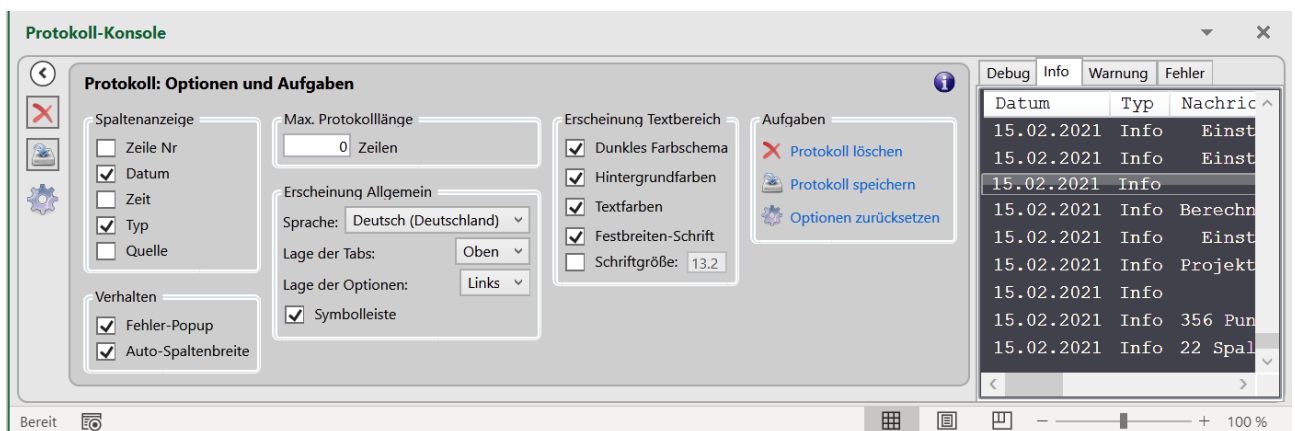 Protokoll-Konsole
Protokoll: Optionen und Aufgaben
Spaltenanzeige
Zeile Nr
Datum
Zeit
Typ
Quelle
Verhalten
Fehler-Popup
Auto-Spaltenbreite
Max. Protokolllänge
0 Zeilen
Erscheinung Allgemein
Sprache: Deutsch (Deutschland)
Lage der Tabs: Oben
Lage der Optionen: Links
Symbolleiste
Erscheinung Textbereich
Dunkles Farbschema
Hintergrundfarben
Textfarben
Festbreiten-Schrift
Schriftgröße: 13.2
Aufgaben
Protokoll löschen
Protokoll speichern
Optionen zurücksetzen
Debug Info Warnung Fehler
Datum Typ Nachric
15.02.2021 Info Einst
15.02.2021 Info Einst
15.02.2021 Info
15.02.2021 Info Berechn
15.02.2021 Info Einst
15.02.2021 Info Projekt
15.02.2021 Info
15.02.2021 Info 356 Pun
15.02.2021 Info 22 Spal
Bereit
100 %